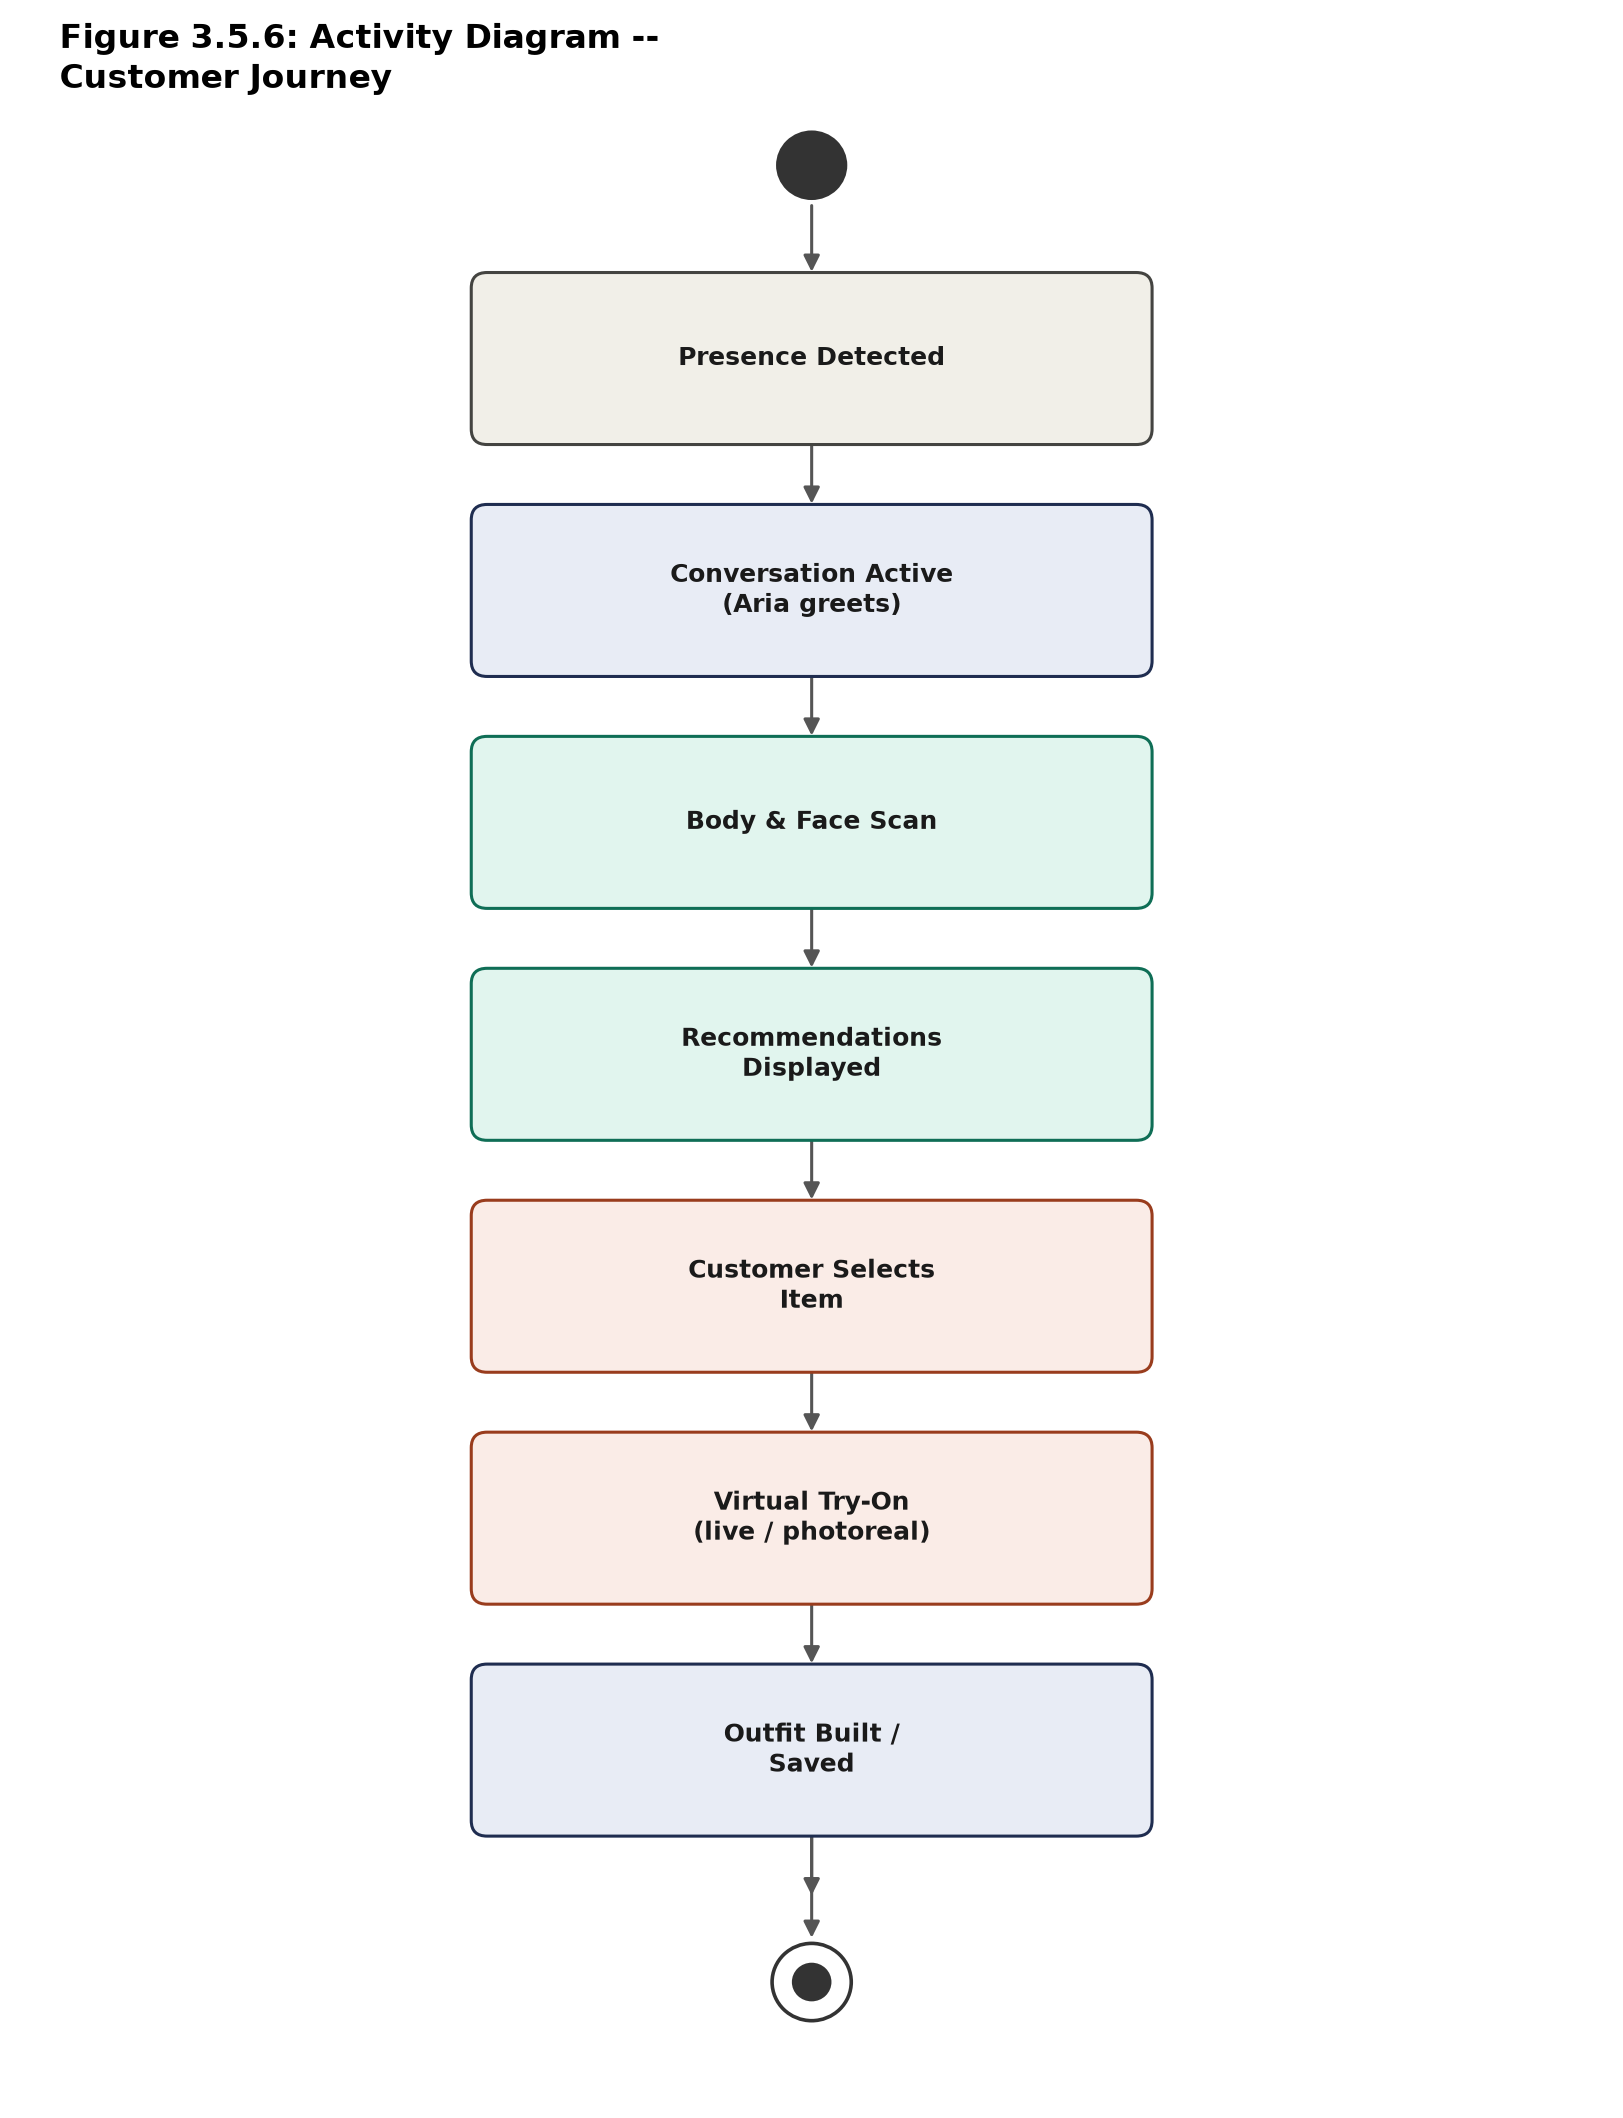 Figure 3.5.6: Activity Diagram --
Customer Journey
Presence Detected
Conversation Active
(Aria greets)
Body & Face Scan
Recommendations
Displayed
Customer Selects
Item
Virtual Try-On
(live / photoreal)
Outfit Built /
Saved